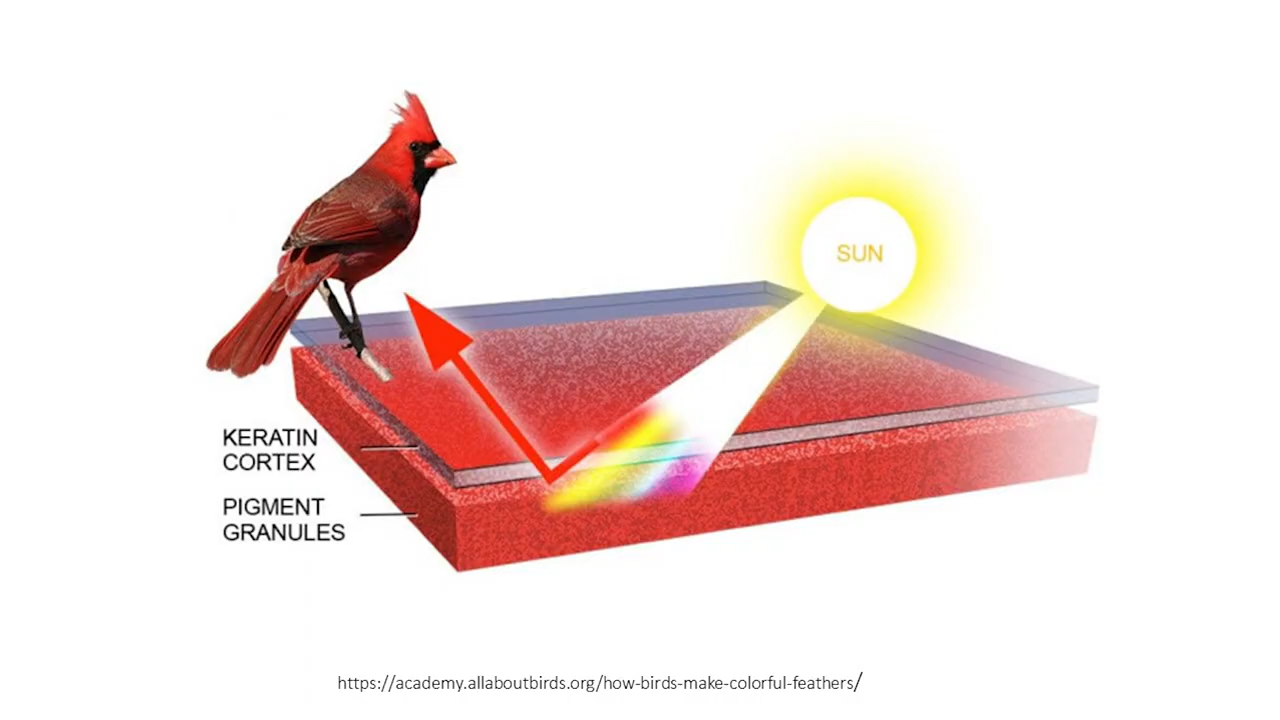 SUN
KERATIN
CORTEX
PIGMENT
GRANULES
https://academy.allaboutbirds.org/how-birds-make-colorful-feathers/